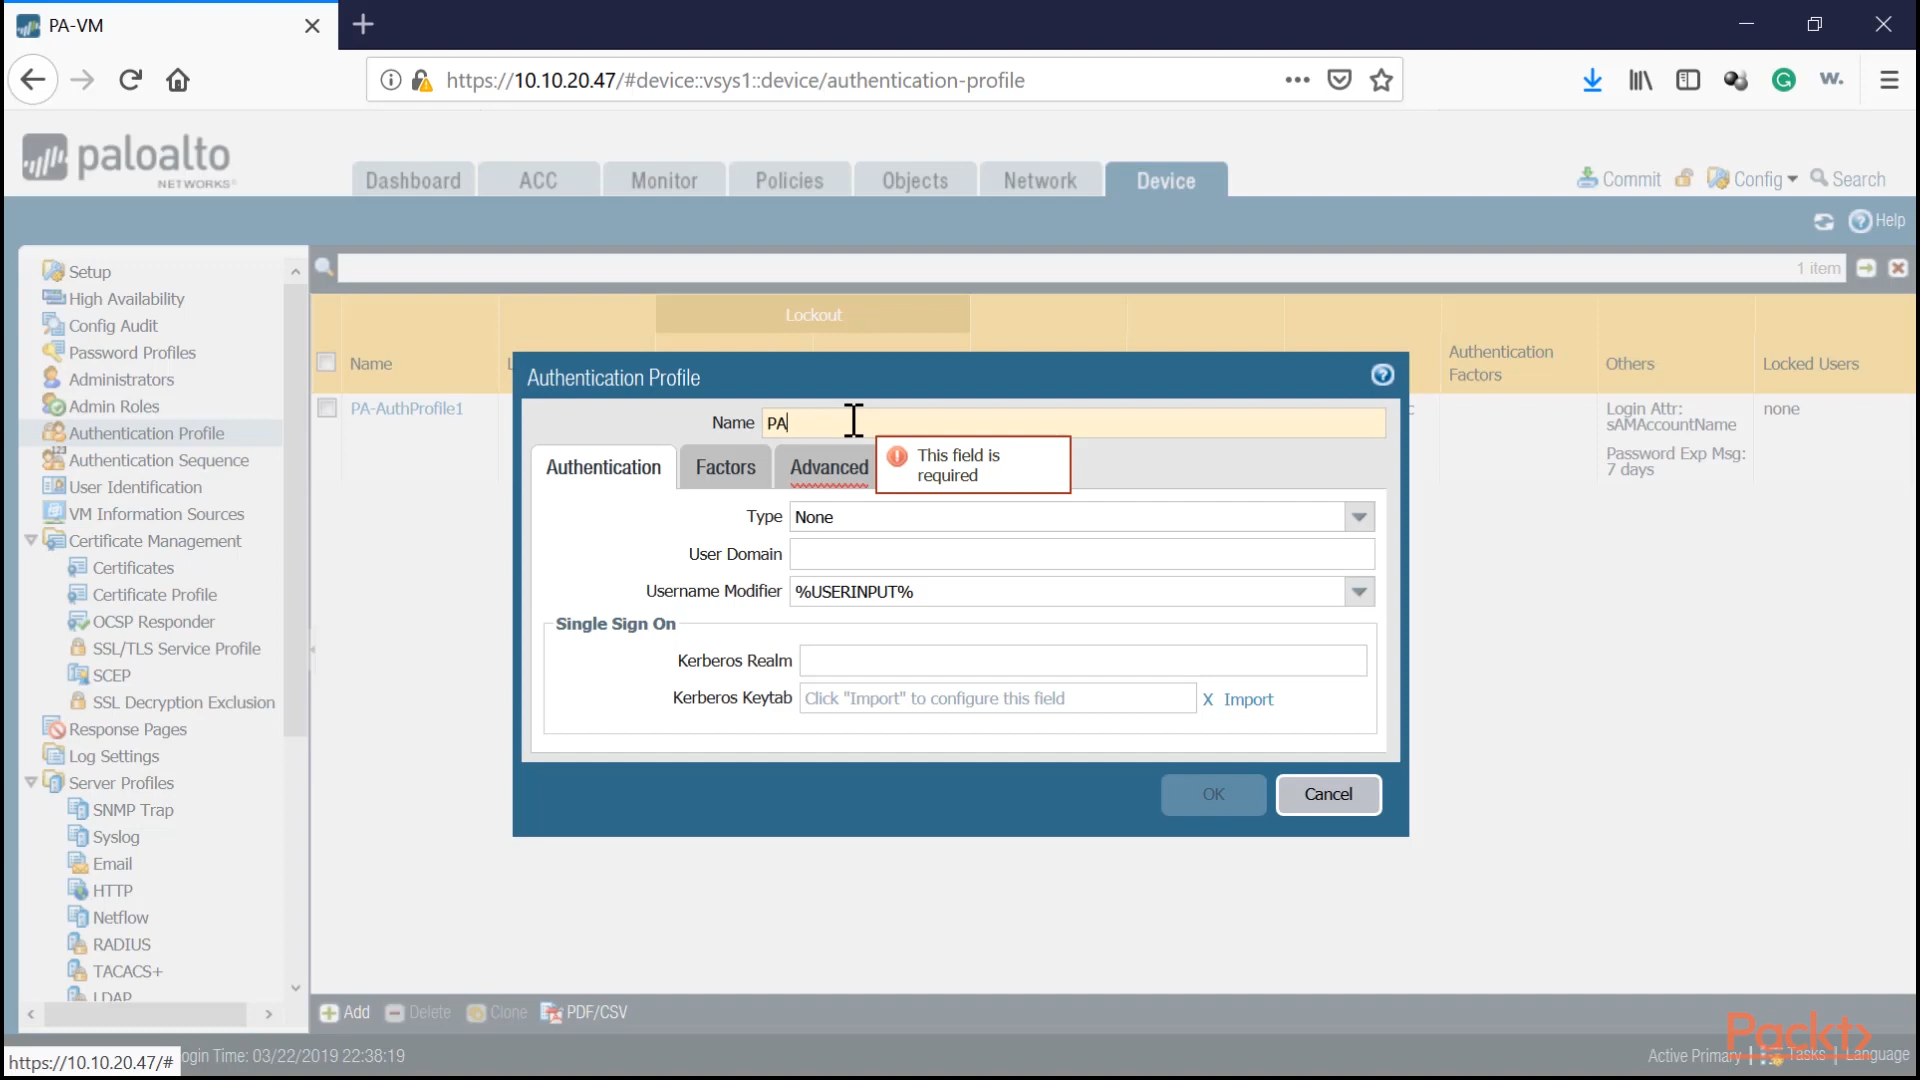 PA-VM
https://10.10.20.47/#device::vsys1::device/authentication-profile
w.
paloalto
NETWORKS®
Dashboard
ACC
Monitor
Policies
Objects
Network
Device
Commit
Config
Search
Help
Setup
High Availability
Config Audit
Password Profiles
Administrators
Admin Roles
Authentication Profile
Authentication Sequence
User Identification
VM Information Sources
Certificate Management
Certificates
Certificate Profile
OCSP Responder
SSL/TLS Service Profile
SCEP
SSL Decryption Exclusion
Response Pages
Log Settings
Server Profiles
SNMP Trap
Syslog
Email
HTTP
Netflow
RADIUS
TACACS+
LDAP
1 item
Lockout
Name
Authentication
Factors
Others
Locked Users
PA-AuthProfile1
Login Attr:
sAMAccountName
Password Exp Msg:
7 days
none
Authentication Profile
Name PA
Authentication
Factors
Advanced
This field is
required
Type None
User Domain
Username Modifier %USERINPUT%
Single Sign On
Kerberos Realm
Kerberos Keytab Click "Import" to configure this field X Import
OK
Cancel
Add
Delete
Clone
PDF/CSV
https://10.10.20.47/#
ogin Time: 03/22/2019 22:38:19
Active Primary | Tasks | Language
Packt>